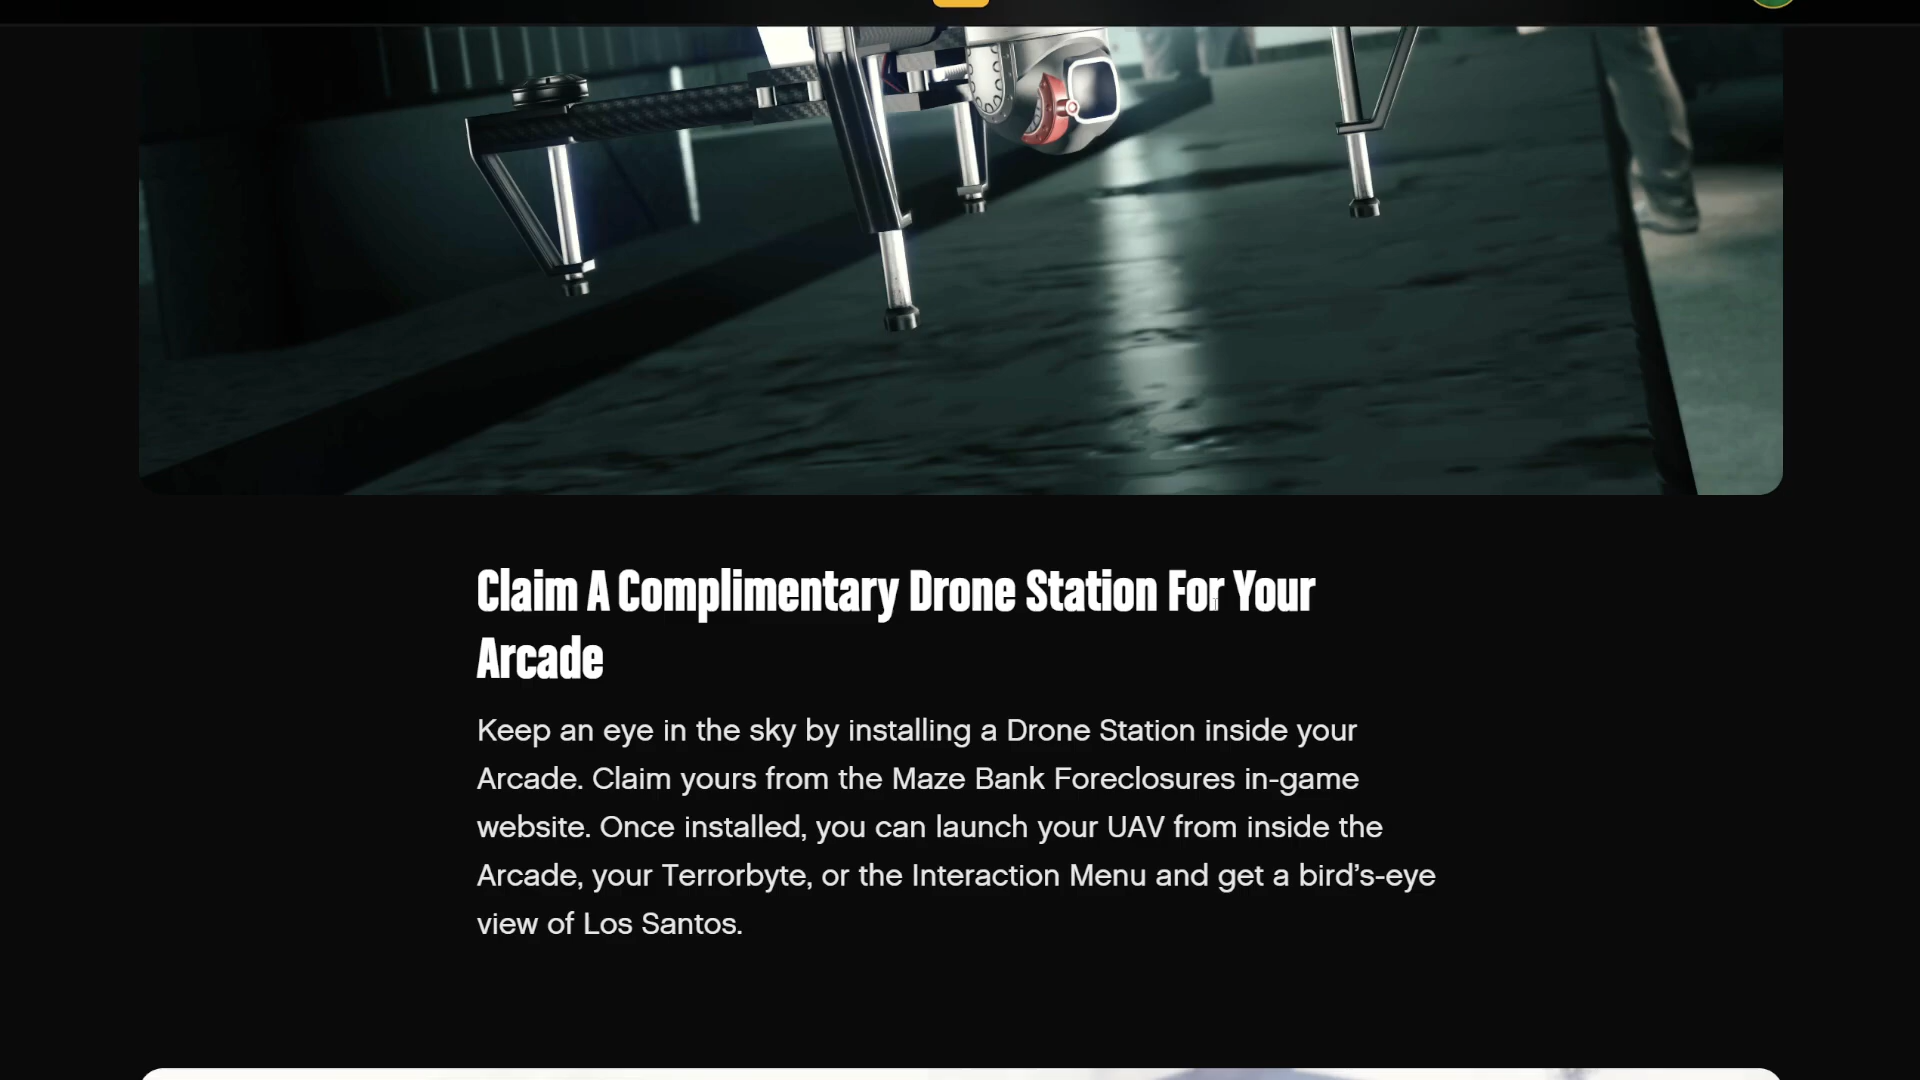 Claim A Complimentary Drone Station For Your
Arcade
Keep an eye in the sky by installing a Drone Station inside your
Arcade. Claim yours from the Maze Bank Foreclosures in-game
website. Once installed, you can launch your UAV from inside the
Arcade, your Terrorbyte, or the Interaction Menu and get a bird’s-eye
view of Los Santos.